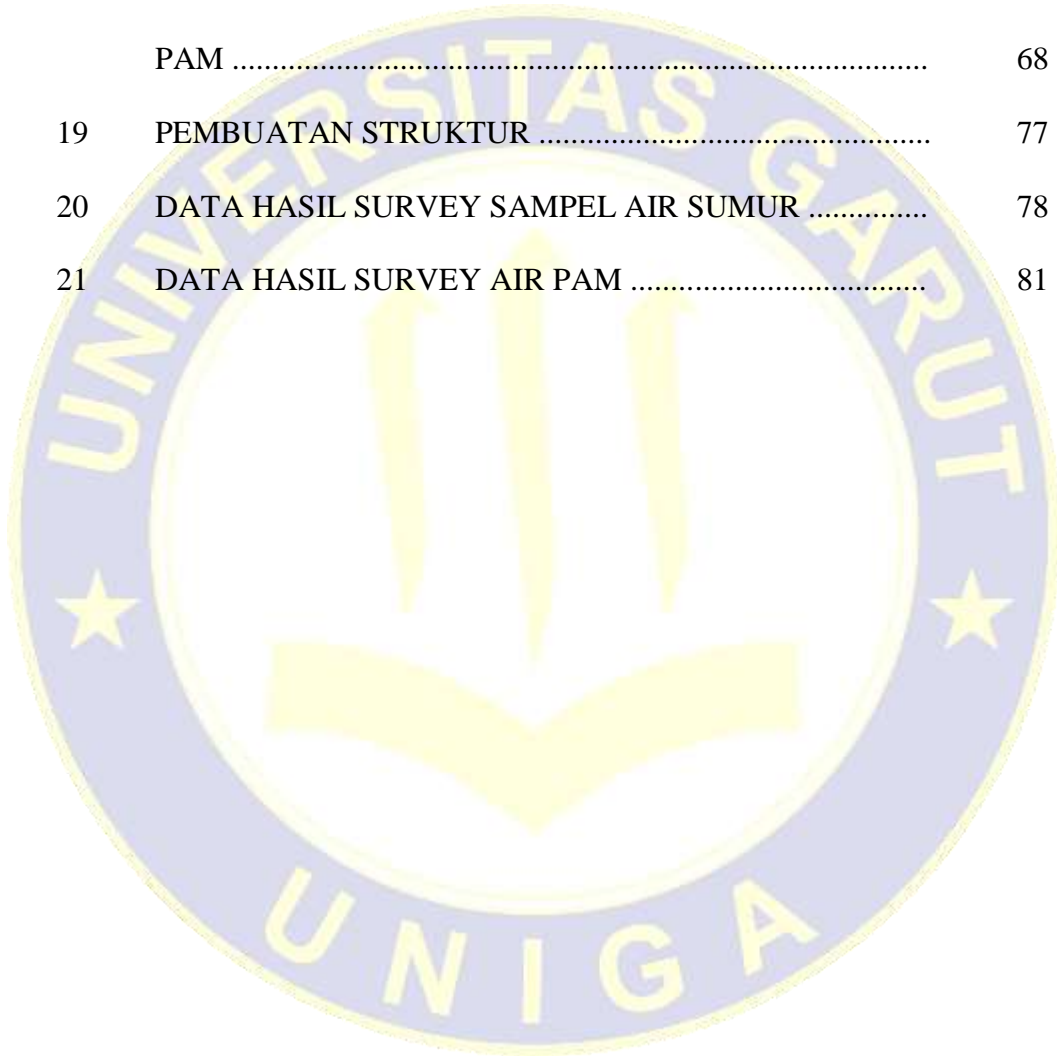 PAM ...................................................................................... 68
19 PEMBUATAN STRUKTUR ................................................ 77
20 DATA HASIL SURVEY SAMPEL AIR SUMUR ............... 78
21 DATA HASIL SURVEY AIR PAM ..................................... 81
UNIVERSITAS GARUT
UNIGA